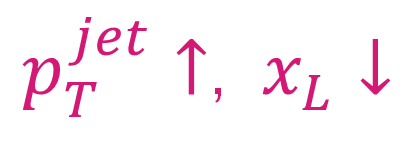 p_T^{jet} ↑, x_L ↓